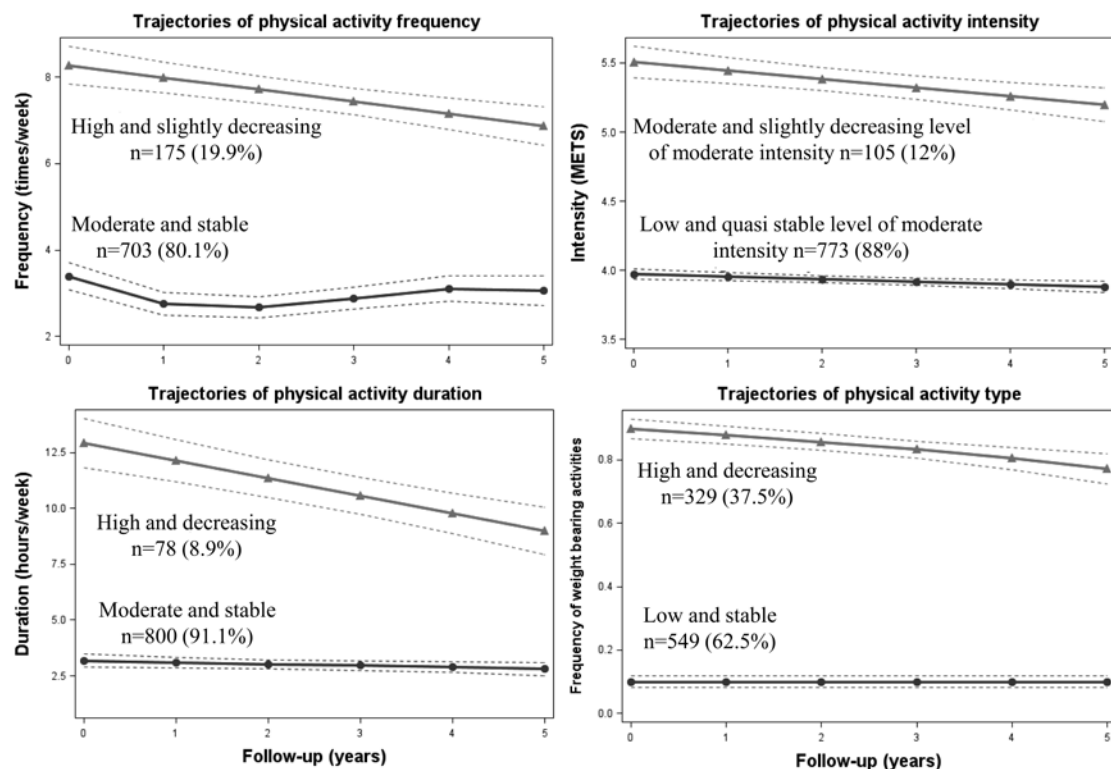 Trajectories of physical activity frequency
Frequency (times/week)
8
6
4
2
High and slightly decreasing
n=175 (19.9%)
Moderate and stable
n=703 (80.1%)
0 1 2 3 4 5
Trajectories of physical activity intensity
Intensity (METS)
5.5
5.0
4.5
4.0
3.5
Moderate and slightly decreasing level
of moderate intensity n=105 (12%)
Low and quasi stable level of moderate
intensity n=773 (88%)
0 1 2 3 4 5
Trajectories of physical activity duration
Duration (hours/week)
12.5
10.0
7.5
5.0
2.5
High and decreasing
n=78 (8.9%)
Moderate and stable
n=800 (91.1%)
0 1 2 3 4 5
Follow-up (years)
Trajectories of physical activity type
Frequency of weight bearing activities
0.8
0.6
0.4
0.2
0.0
High and decreasing
n=329 (37.5%)
Low and stable
n=549 (62.5%)
0 1 2 3 4 5
Follow-up (years)